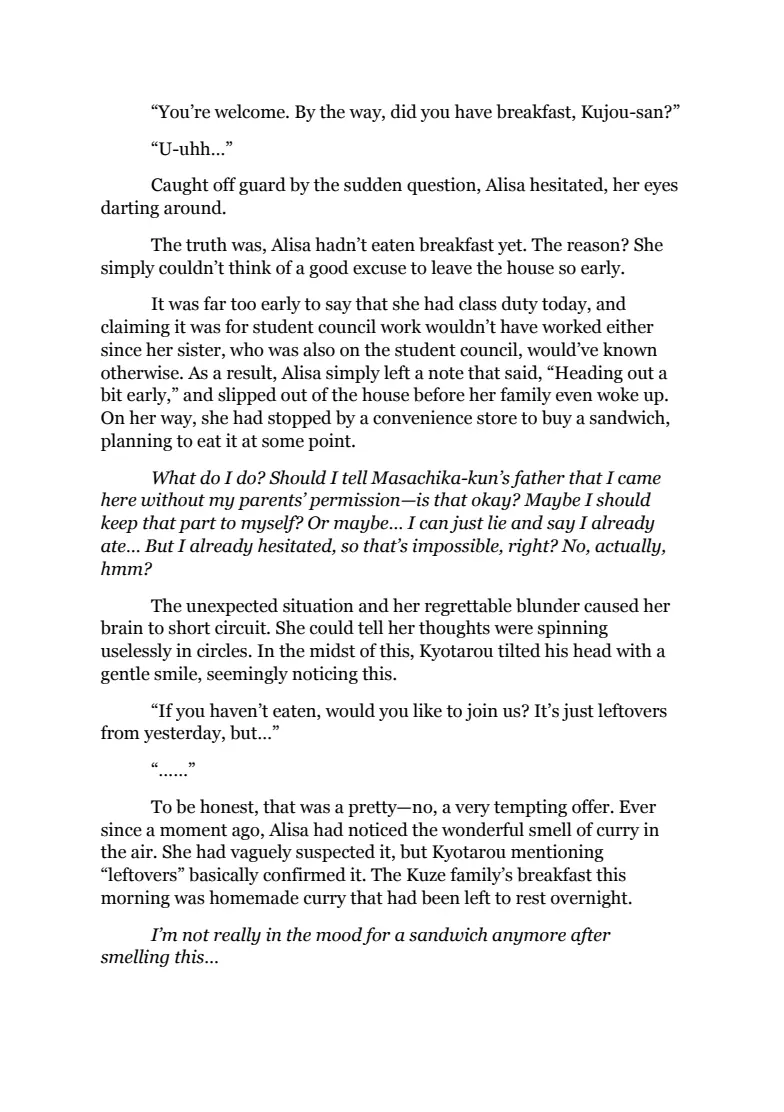 “You’re welcome. By the way, did you have breakfast, Kujou-san?”
“U-uhh...”
Caught off guard by the sudden question, Alisa hesitated, her eyes
darting around.
The truth was, Alisa hadn’t eaten breakfast yet. The reason? She
simply couldn’t think of a good excuse to leave the house so early.
It was far too early to say that she had class duty today, and
claiming it was for student council work wouldn’t have worked either
since her sister, who was also on the student council, would’ve known
otherwise. As a result, Alisa simply left a note that said, “Heading out a
bit early,” and slipped out of the house before her family even woke up.
On her way, she had stopped by a convenience store to buy a sandwich,
planning to eat it at some point.
What do I do? Should I tell Masachika-kun’s father that I came
here without my parents’ permission—is that okay? Maybe I should
keep that part to myself? Or maybe... I can just lie and say I already
ate... But I already hesitated, so that’s impossible, right? No, actually,
hmm?
The unexpected situation and her regrettable blunder caused her
brain to short circuit. She could tell her thoughts were spinning
uselessly in circles. In the midst of this, Kyotarou tilted his head with a
gentle smile, seemingly noticing this.
“If you haven’t eaten, would you like to join us? It’s just leftovers
from yesterday, but...”
“......”
To be honest, that was a pretty—no, a very tempting offer. Ever
since a moment ago, Alisa had noticed the wonderful smell of curry in
the air. She had vaguely suspected it, but Kyotarou mentioning
“leftovers” basically confirmed it. The Kuze family’s breakfast this
morning was homemade curry that had been left to rest overnight.
I’m not really in the mood for a sandwich anymore after
smelling this...